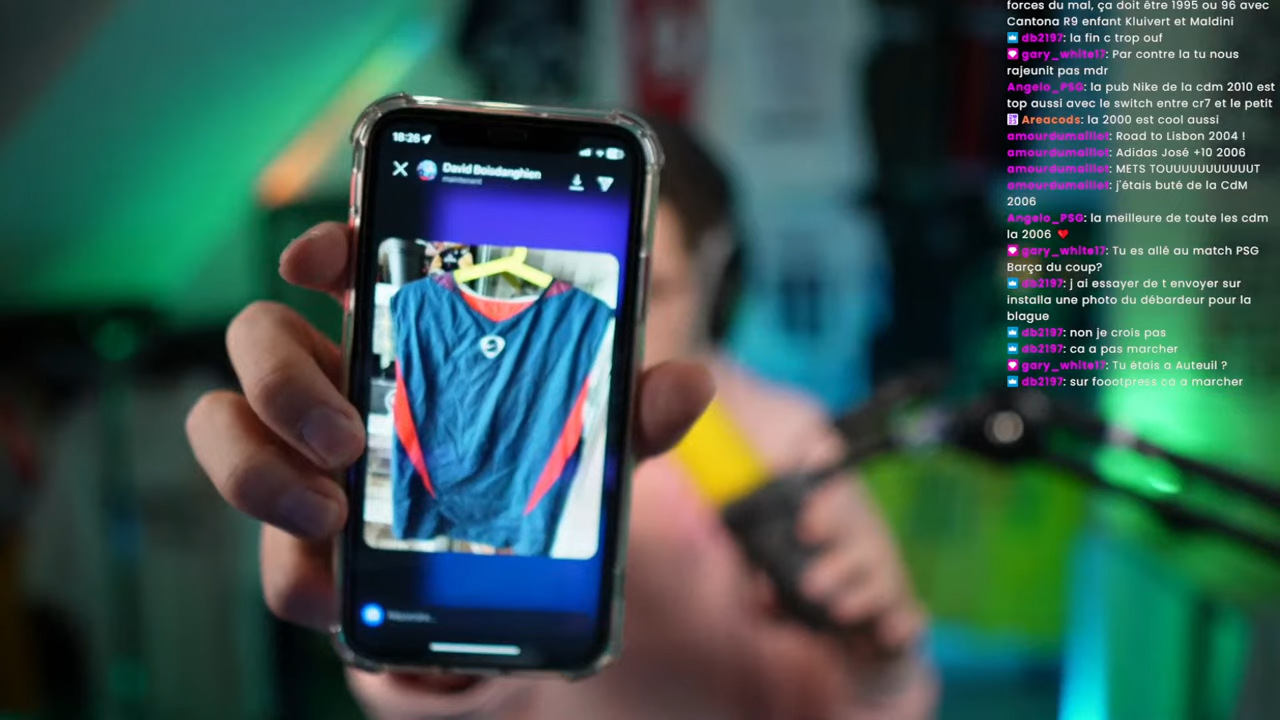 18:26
David Boisdanghien
maintenant
forces du mal, ça doit être 1995 ou 96 avec
Cantona R9 enfant Kluivert et Maldini
db2197: la fin c trop ouf
gary_white17: Par contre la tu nous
rajeunit pas mdr
Angelo_PSG: la pub Nike de la cdm 2010 est
top aussi avec le switch entre cr7 et le petit
Areacods: la 2000 est cool aussi
amourdumaillot: Road to Lisbon 2004 !
amourdumaillot: Adidas José +10 2006
amourdumaillot: METS TOUUUUUUUUUUT
amourdumaillot: j'étais buté de la CdM
2006
Angelo_PSG: la meilleure de toute les cdm
la 2006 ❤️
gary_white17: Tu es allé au match PSG
Barça du coup?
db2197: j ai essayer de t envoyer sur
installa une photo du débardeur pour la
blague
db2197: non je crois pas
db2197: ca a pas marcher
gary_white17: Tu étais a Auteuil ?
db2197: sur foootpress ca a marcher